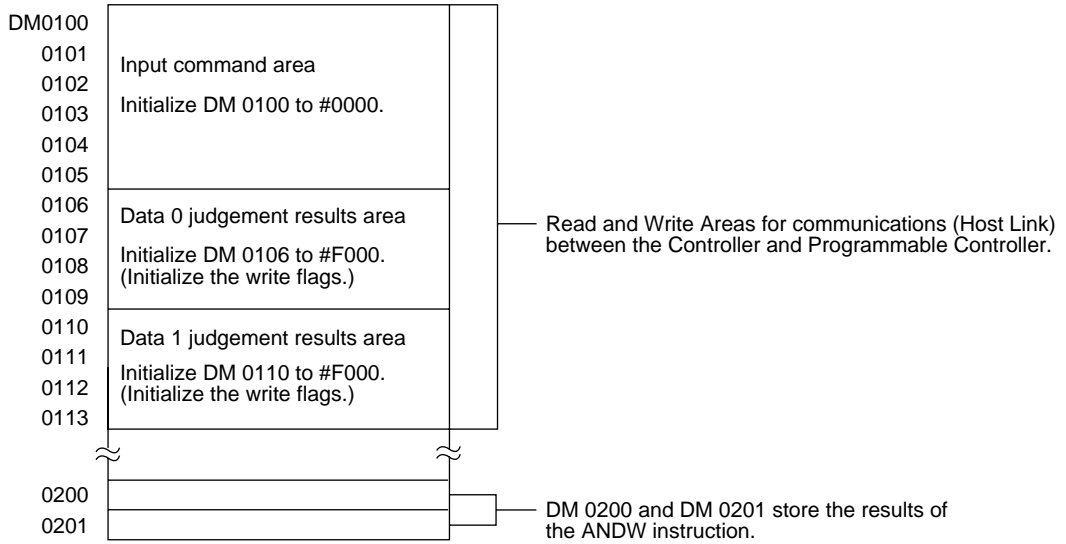 DM0100
0101
0102
0103
0104
0105
0106
0107
0108
0109
0110
0111
0112
0113
0200
0201
Input command area
Initialize DM 0100 to #0000.
Data 0 judgement results area
Initialize DM 0106 to #F000.
(Initialize the write flags.)
Data 1 judgement results area
Initialize DM 0110 to #F000.
(Initialize the write flags.)
Read and Write Areas for communications (Host Link)
between the Controller and Programmable Controller.
DM 0200 and DM 0201 store the results of
the ANDW instruction.